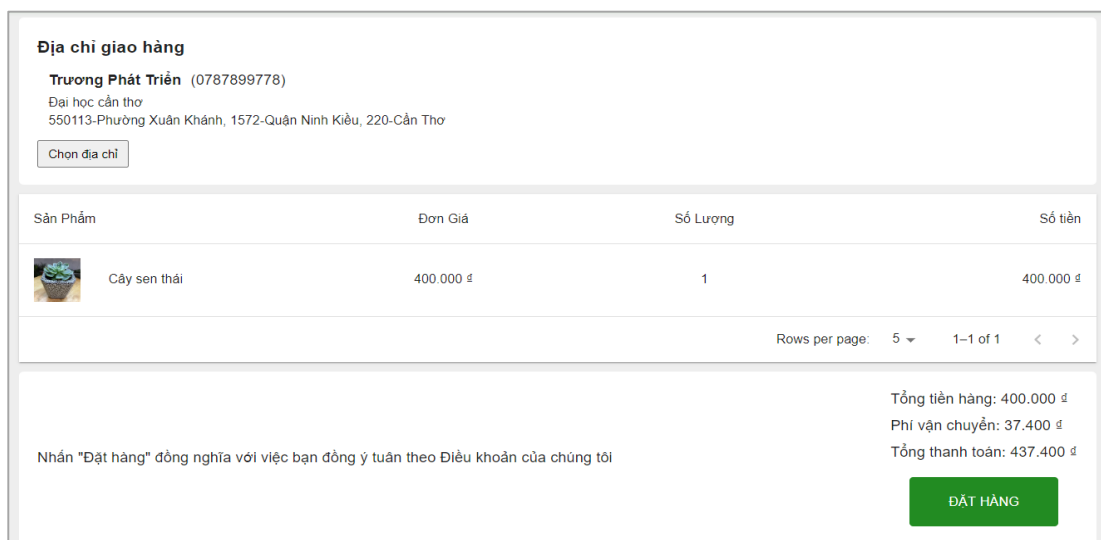 Địa chỉ giao hàng
Trương Phát Triển (0787899778)
Đại học cần thơ
550113-Phường Xuân Khánh, 1572-Quận Ninh Kiều, 220-Cần Thơ
Chọn địa chỉ
Sản Phẩm Đơn Giá Số Lượng Số tiền
Cây sen thái 400.000 ₫ 1 400.000 ₫
Rows per page: 5 1–1 of 1
Tổng tiền hàng: 400.000 ₫
Phí vận chuyển: 37.400 ₫
Nhấn "Đặt hàng" đồng nghĩa với việc bạn đồng ý tuân theo Điều khoản của chúng tôi Tổng thanh toán: 437.400 ₫
ĐẶT HÀNG